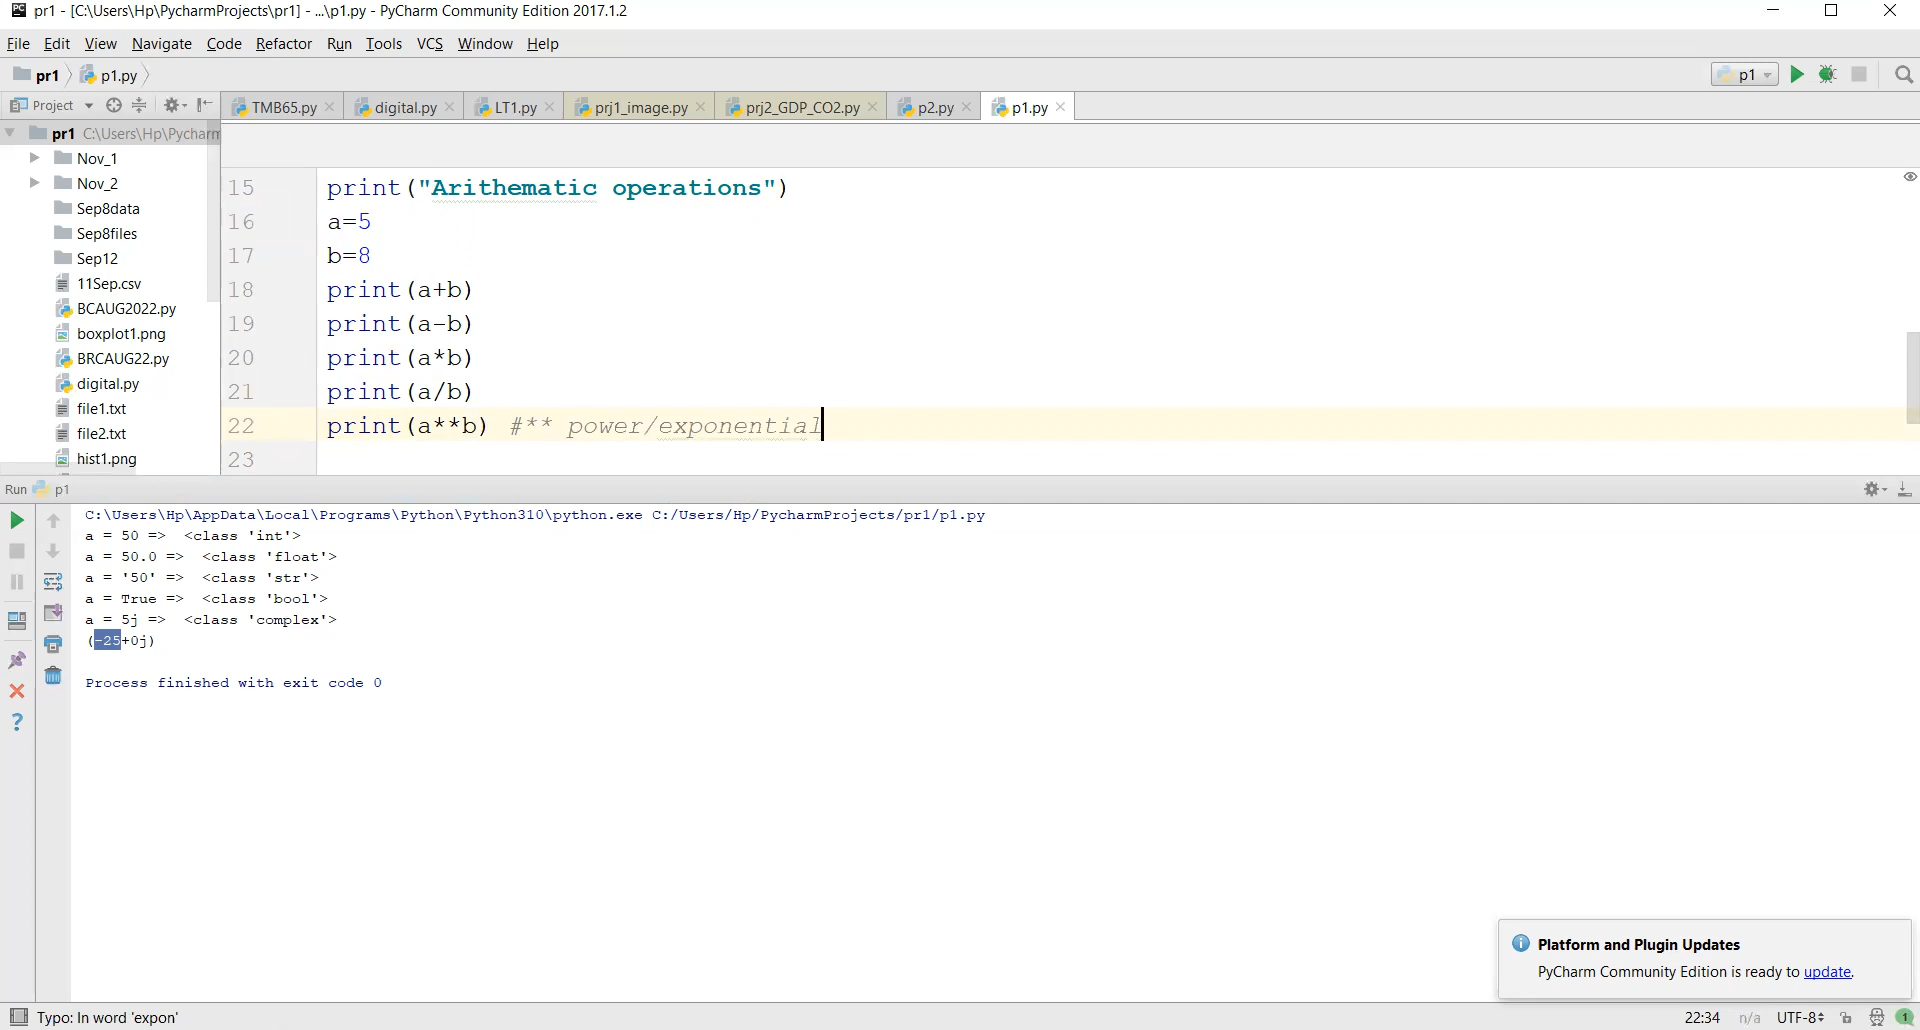 pr1 - [C:\Users\Hp\PycharmProjects\pr1] - ...\p1.py - PyCharm Community Edition 2017.1.2
File Edit View Navigate Code Refactor Run Tools VCS Window Help
pr1 p1.py p1
Project TMB65.py digital.py LT1.py prj1_image.py prj2_GDP_CO2.py p2.py p1.py
pr1 C:\Users\Hp\Pycharm
Nov_1
Nov_2
Sep8data
Sep8files
Sep12
11Sep.csv
BCAUG2022.py
boxplot1.png
BRCAUG22.py
digital.py
file1.txt
file2.txt
hist1.png
15 print("Arithematic operations")
16 a=5
17 b=8
18 print(a+b)
19 print(a-b)
20 print(a*b)
21 print(a/b)
22 print(a**b) #** power/exponential
23
Run p1
C:\Users\Hp\AppData\Local\Programs\Python\Python310\python.exe C:/Users/Hp/PycharmProjects/pr1/p1.py
a = 50 => <class 'int'>
a = 50.0 => <class 'float'>
a = '50' => <class 'str'>
a = True => <class 'bool'>
a = 5j => <class 'complex'>
(-25+0j)
Process finished with exit code 0
Platform and Plugin Updates
PyCharm Community Edition is ready to update.
Typo: In word 'expon' 22:34 n/a UTF-8 1